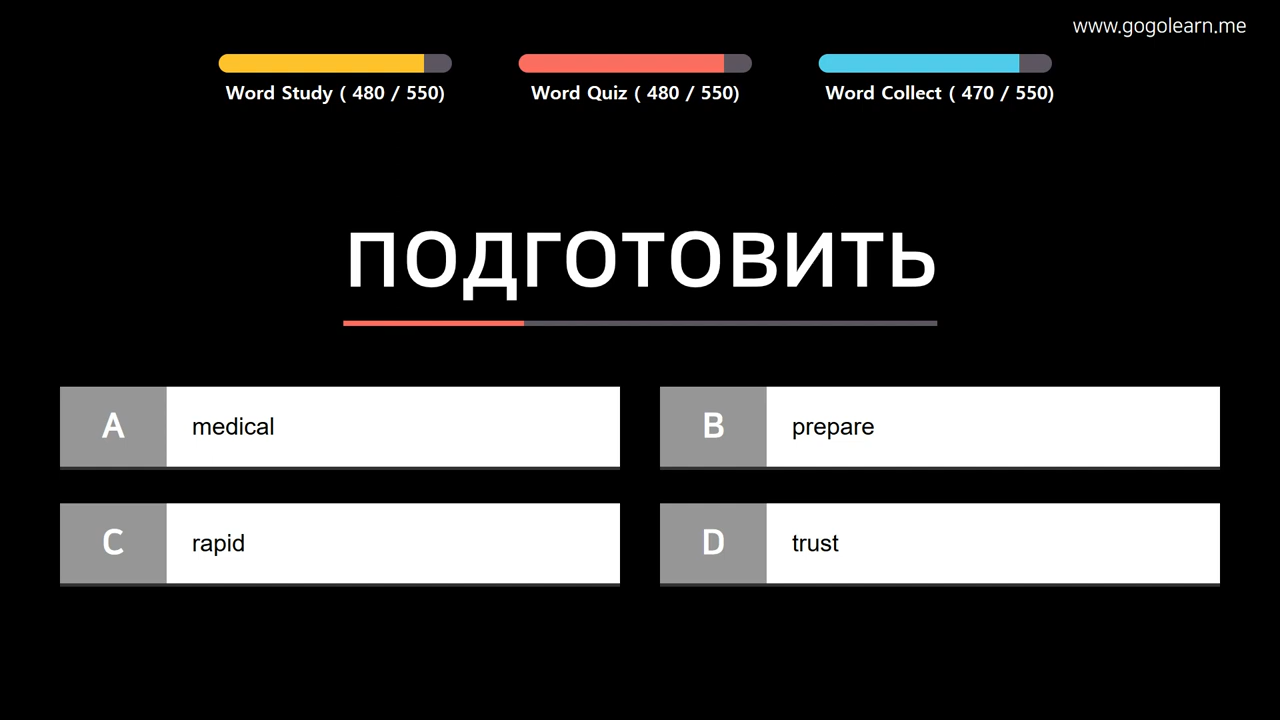 www.gogolearn.me
Word Study ( 480 / 550)
Word Quiz ( 480 / 550)
Word Collect ( 470 / 550)
подготовить
A medical
B prepare
C rapid
D trust